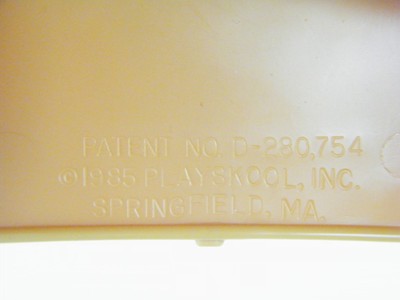 PATENT NO. D-280,754
©1985 PLAYSKOOL, INC.
SPRINGFIELD, MA.